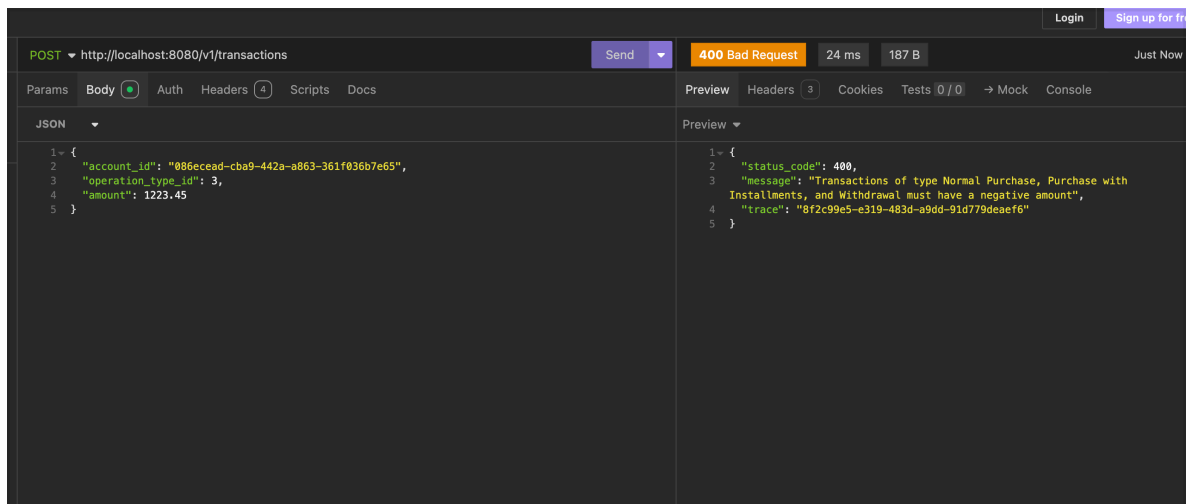 Login Sign up for fre
POST http://localhost:8080/v1/transactions Send 400 Bad Request 24 ms 187 B Just Now
Params Body Auth Headers 4 Scripts Docs Preview Headers 3 Cookies Tests 0 / 0 → Mock Console
JSON Preview
1 {
2 "account_id": "086ecead-cba9-442a-a863-361f036b7e65",
3 "operation_type_id": 3,
4 "amount": 1223.45
5 }
1 {
2 "status_code": 400,
3 "message": "Transactions of type Normal Purchase, Purchase with
Installments, and Withdrawal must have a negative amount",
4 "trace": "8f2c99e5-e319-483d-a9dd-91d779deaef6"
5 }